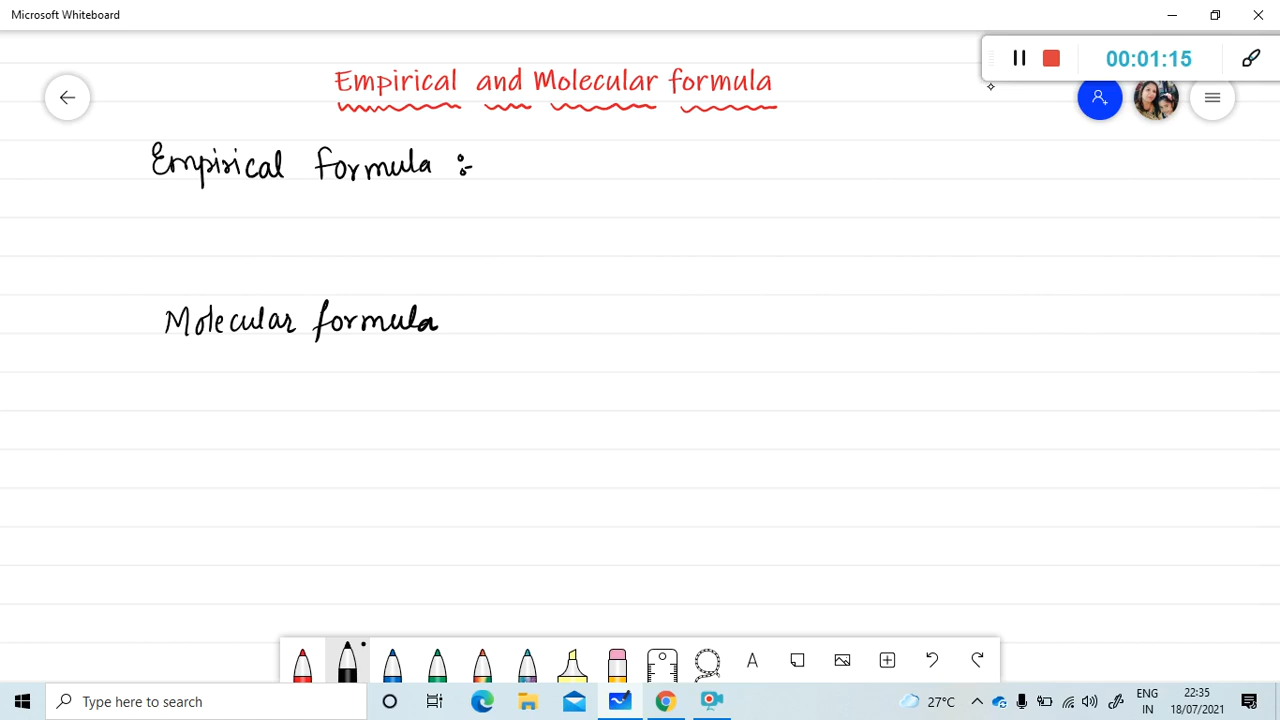 Microsoft Whiteboard
00:01:15
Empirical and Molecular formula
Empirical formula :-
Molecular formula
A
Type here to search
27°C
ENG
IN
22:35
18/07/2021